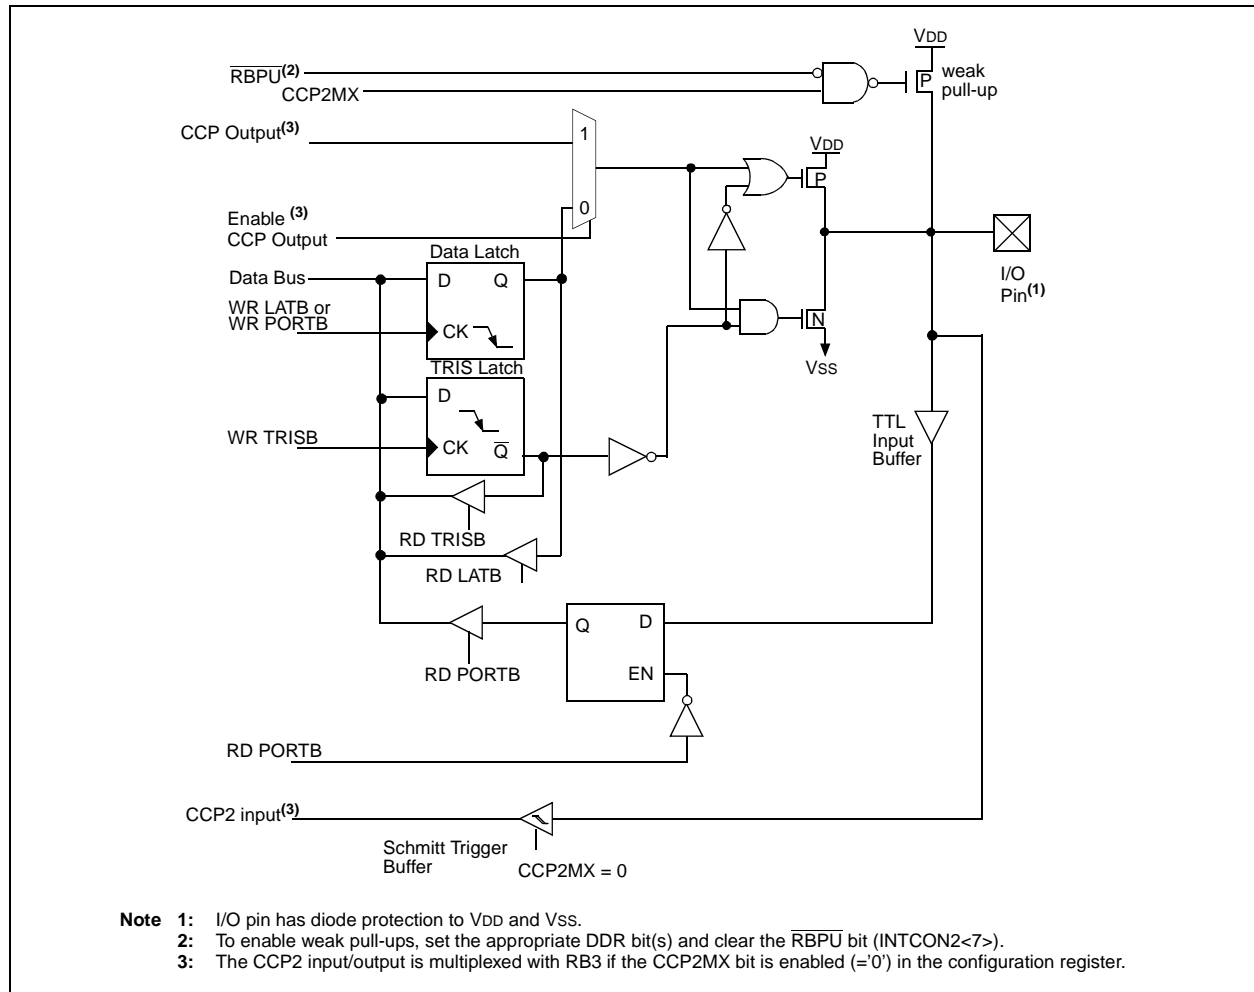 VDD
RBPU(2)
weak
pull-up
P
CCP2MX
CCP Output(3)
1
VDD
P
0
Enable (3)
CCP Output
Data Latch
Data Bus
D Q
I/O
Pin(1)
WR LATB or
WR PORTB
CK
N
VSS
TRIS Latch
D
TTL
Input
Buffer
WR TRISB
CK Q
RD TRISB
RD LATB
Q D
EN
RD PORTB
RD PORTB
CCP2 input(3)
Schmitt Trigger
Buffer
CCP2MX = 0
Note 1: I/O pin has diode protection to VDD and VSS.
2: To enable weak pull-ups, set the appropriate DDR bit(s) and clear the RBPU bit (INTCON2<7>).
3: The CCP2 input/output is multiplexed with RB3 if the CCP2MX bit is enabled (='0') in the configuration register.